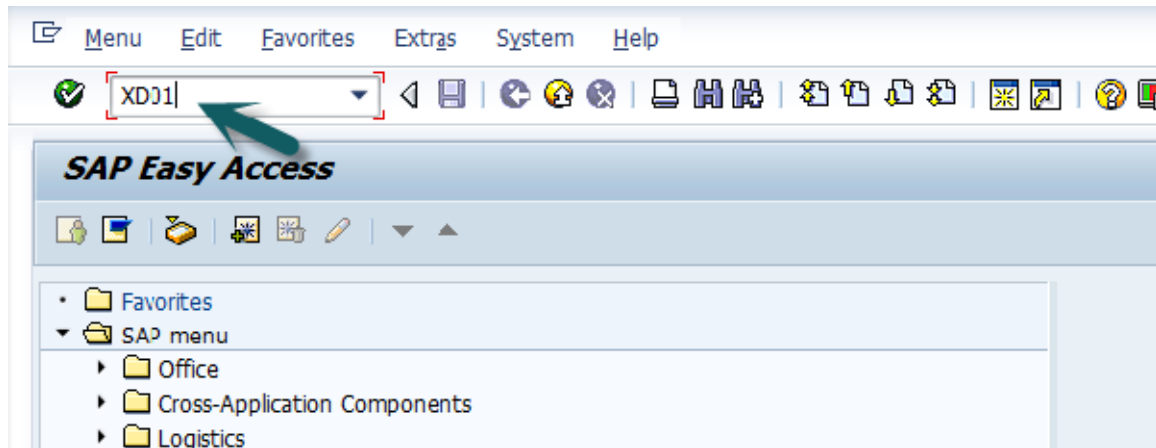 Menu Edit Favorites Extras System Help
XD01
SAP Easy Access
Favorites
SAP menu
Office
Cross-Application Components
Logistics